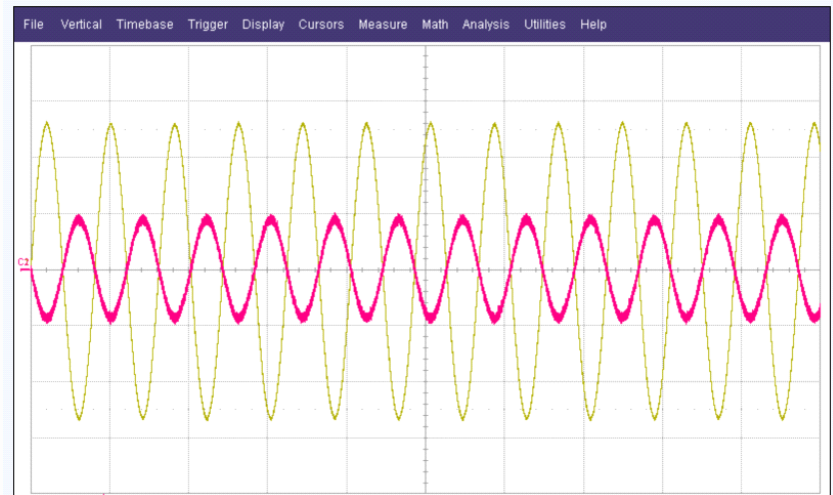 File Vertical Timebase Trigger Display Cursors Measure Math Analysis Utilities Help
C2